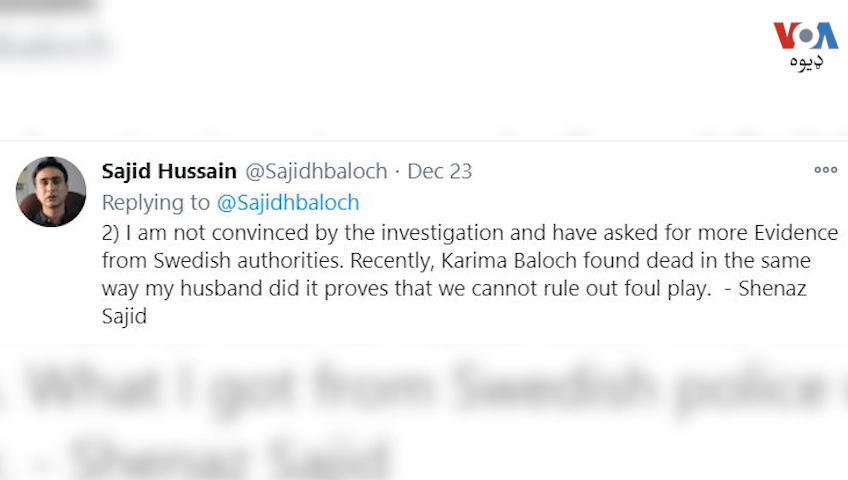 VOA
ډیوه
Sajid Hussain @Sajidhbaloch · Dec 23
Replying to @Sajidhbaloch
2) I am not convinced by the investigation and have asked for more Evidence
from Swedish authorities. Recently, Karima Baloch found dead in the same
way my husband did it proves that we cannot rule out foul play. - Shenaz
Sajid
. What I got from Swedish police
. - Shenaz Sajid